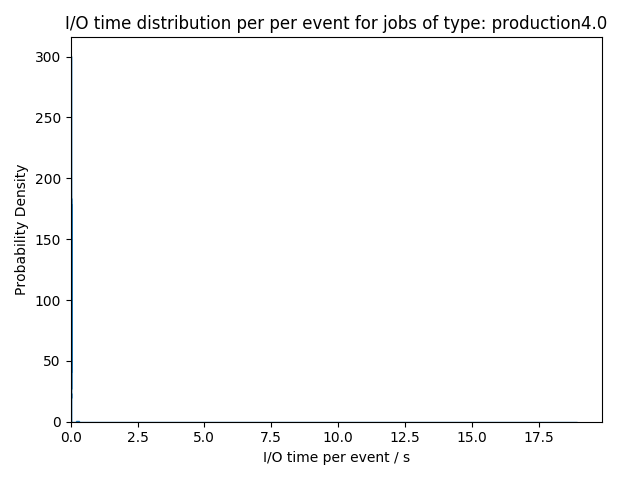 I/O time distribution per per event for jobs of type: production4.0
Probability Density
300
250
200
150
100
50
0
0.0 2.5 5.0 7.5 10.0 12.5 15.0 17.5
I/O time per event / s